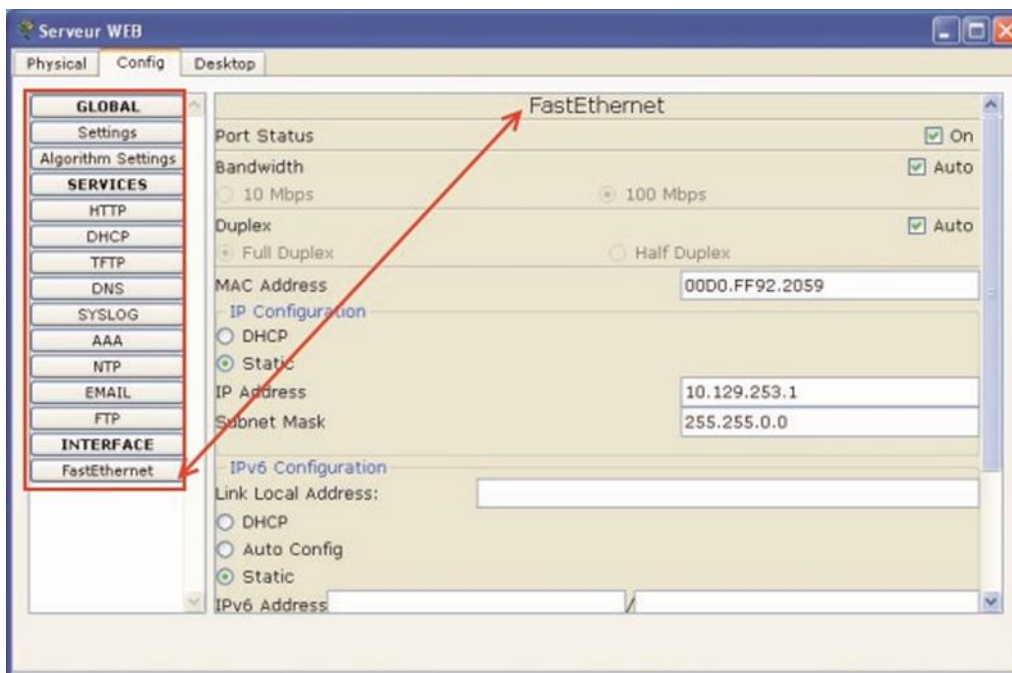 Serveur WEB
Physical Config Desktop
GLOBAL
Settings
Algorithm Settings
SERVICES
HTTP
DHCP
TFTP
DNS
SYSLOG
AAA
NTP
EMAIL
FTP
INTERFACE
FastEthernet
FastEthernet
Port Status On
Bandwidth Auto
10 Mbps 100 Mbps
Duplex Auto
Full Duplex Half Duplex
MAC Address 00D0.FF92.2059
IP Configuration
DHCP
Static
IP Address 10.129.253.1
Subnet Mask 255.255.0.0
IPv6 Configuration
Link Local Address:
DHCP
Auto Config
Static
IPv6 Address /